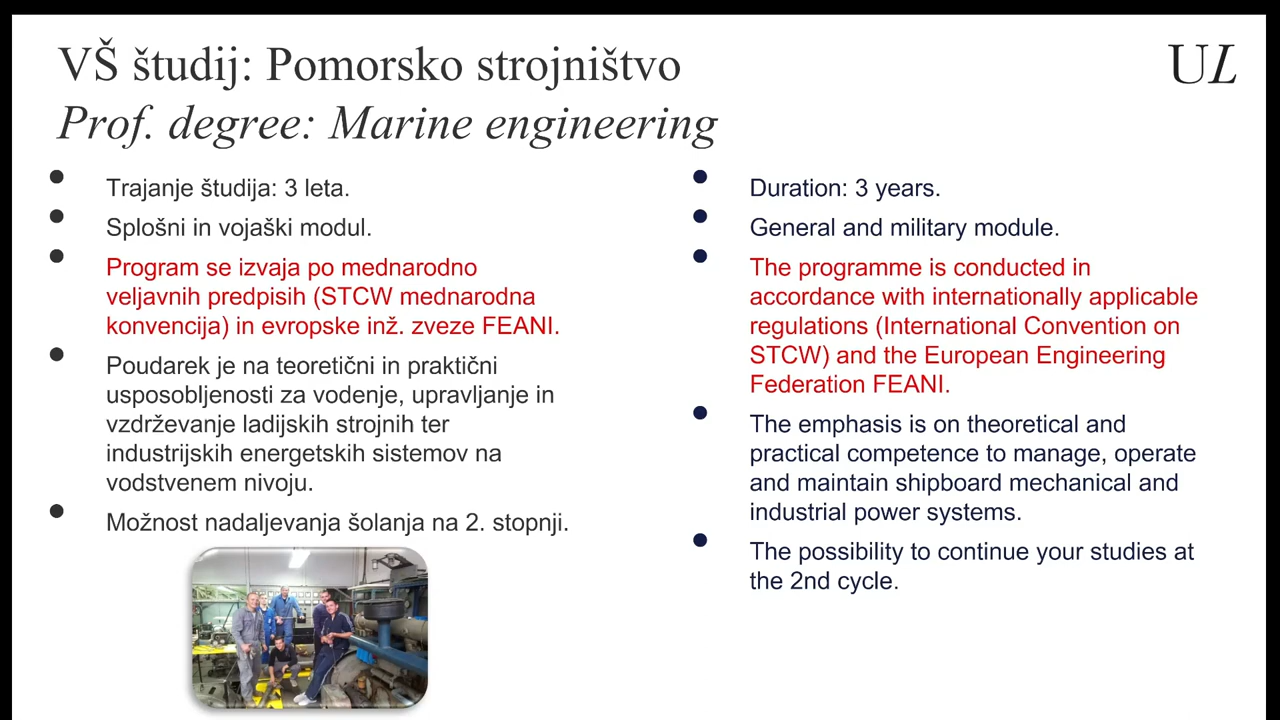 VŠ študij: Pomorsko strojništvo
Prof. degree: Marine engineering
UL
Trajanje študija: 3 leta.
Splošni in vojaški modul.
Program se izvaja po mednarodno
veljavnih predpisih (STCW mednarodna
konvencija) in evropske inž. zveze FEANI.
Poudarek je na teoretični in praktični
usposobljenosti za vodenje, upravljanje in
vzdrževanje ladijskih strojnih ter
industrijskih energetskih sistemov na
vodstvenem nivoju.
Možnost nadaljevanja šolanja na 2. stopnji.
Duration: 3 years.
General and military module.
The programme is conducted in
accordance with internationally applicable
regulations (International Convention on
STCW) and the European Engineering
Federation FEANI.
The emphasis is on theoretical and
practical competence to manage, operate
and maintain shipboard mechanical and
industrial power systems.
The possibility to continue your studies at
the 2nd cycle.